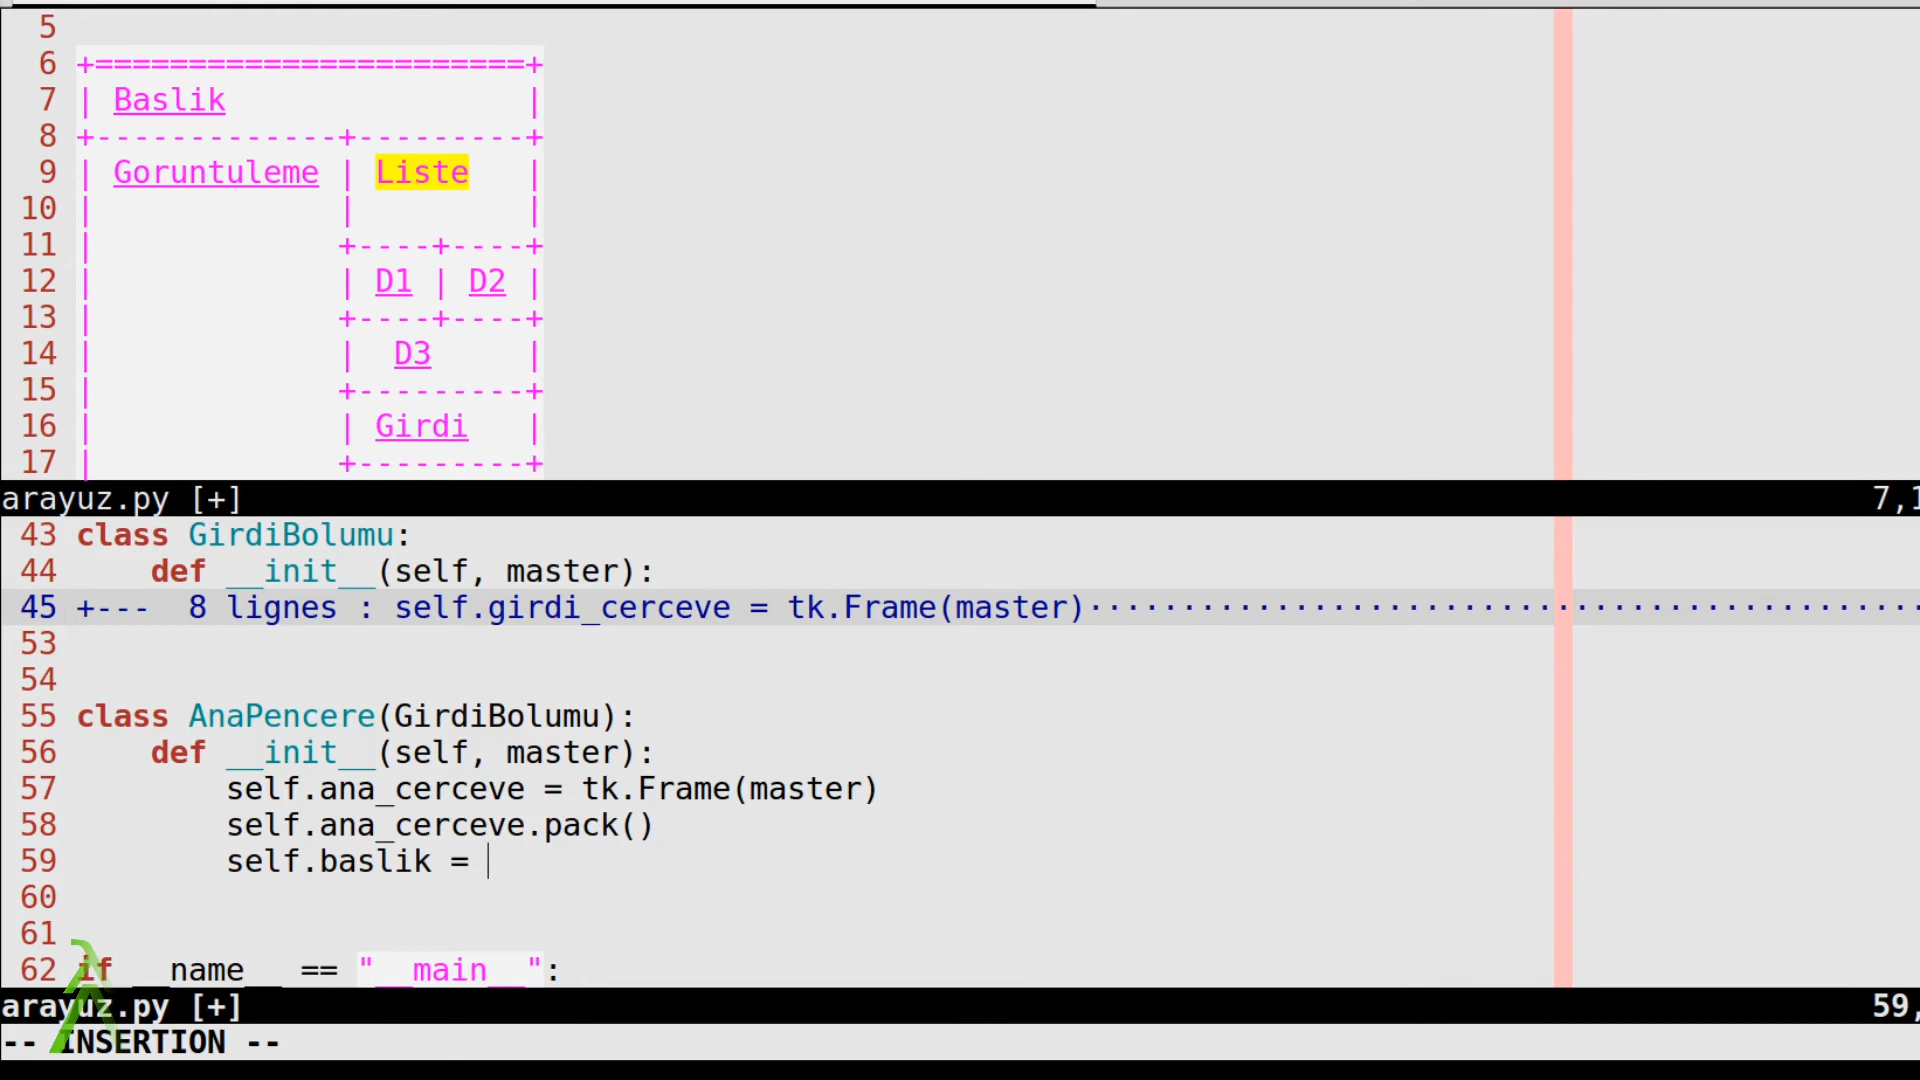 5
6 +=======================+
7 | Baslik                |
8 +-------------+---------+
9 | Goruntuleme | Liste   |
10 |             |         |
11 |             +----+----+
12 |             | D1 | D2 |
13 |             +----+----+
14 |             |  D3     |
15 |             +---------+
16 |             | Girdi   |
17 |             +---------+
arayuz.py [+] 7,1
43 class GirdiBolumu:
44     def __init__(self, master):
45 +---  8 lignes : self.girdi_cerceve = tk.Frame(master)············································
53
54
55 class AnaPencere(GirdiBolumu):
56     def __init__(self, master):
57         self.ana_cerceve = tk.Frame(master)
58         self.ana_cerceve.pack()
59         self.baslik =
60
61
62 if __name__ == "__main__":
arayuz.py [+] 59,
-- INSERTION --